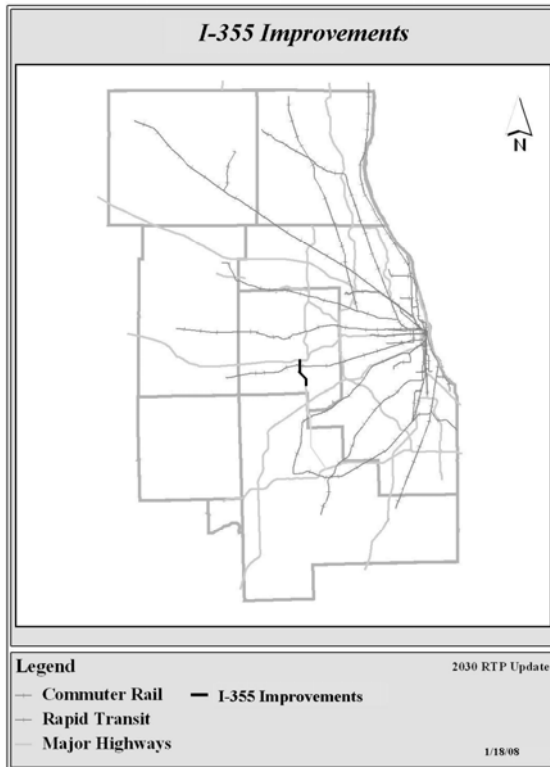 I-355 Improvements
N
Legend
2030 RTP Update
Commuter Rail
I-355 Improvements
Rapid Transit
Major Highways
1/18/08